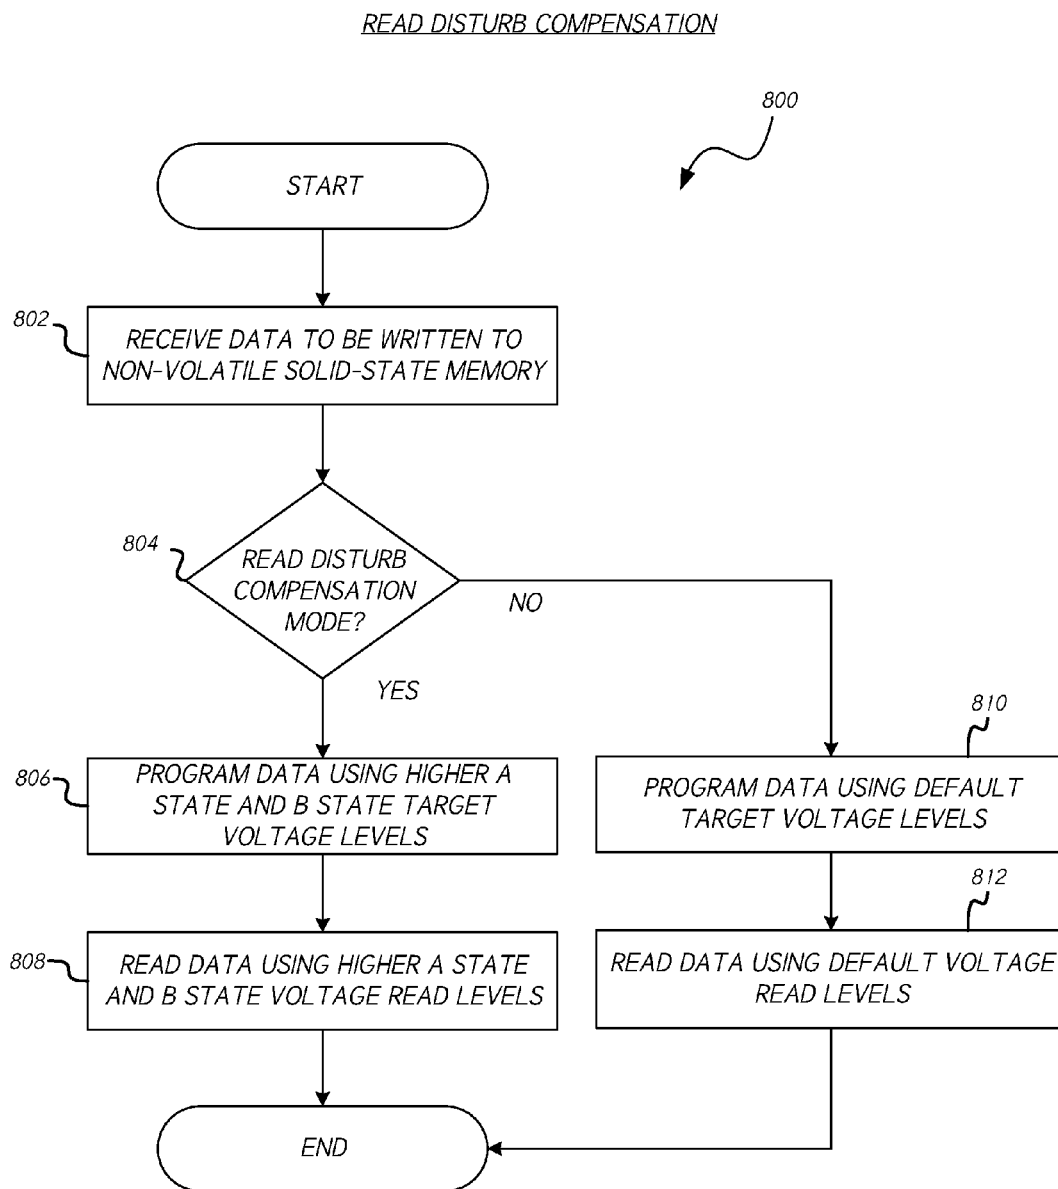 READ DISTURB COMPENSATION
800
START
802
RECEIVE DATA TO BE WRITTEN TO
NON-VOLATILE SOLID-STATE MEMORY
804
READ DISTURB
COMPENSATION
MODE?
NO
YES
806
PROGRAM DATA USING HIGHER A
STATE AND B STATE TARGET
VOLTAGE LEVELS
810
PROGRAM DATA USING DEFAULT
TARGET VOLTAGE LEVELS
808
READ DATA USING HIGHER A STATE
AND B STATE VOLTAGE READ LEVELS
812
READ DATA USING DEFAULT VOLTAGE
READ LEVELS
END